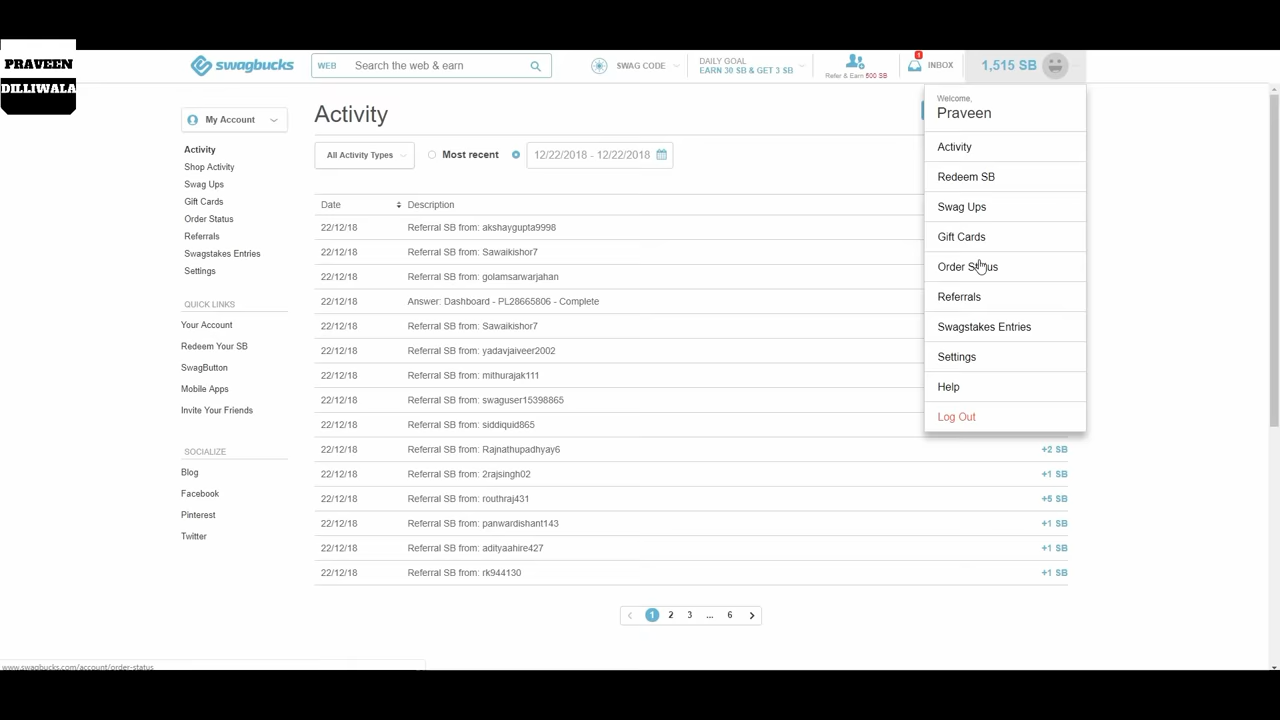 PRAVEEN
DILLIWALA
swagbucks
WEB
Search the web & earn
SWAG CODE
DAILY GOAL
EARN 30 SB & GET 3 SB
Refer & Earn 500 SB
1
INBOX
1,515 SB
My Account
Activity
Shop Activity
Swag Ups
Gift Cards
Order Status
Referrals
Swagstakes Entries
Settings
QUICK LINKS
Your Account
Redeem Your SB
SwagButton
Mobile Apps
Invite Your Friends
SOCIALIZE
Blog
Facebook
Pinterest
Twitter
Activity
All Activity Types
Most recent
12/22/2018 - 12/22/2018
Date Description
22/12/18 Referral SB from: akshaygupta9998
22/12/18 Referral SB from: Sawaikishor7
22/12/18 Referral SB from: golamsarwarjahan
22/12/18 Answer: Dashboard - PL28665806 - Complete
22/12/18 Referral SB from: Sawaikishor7
22/12/18 Referral SB from: yadavjaiveer2002
22/12/18 Referral SB from: mithurajak111
22/12/18 Referral SB from: swaguser15398865
22/12/18 Referral SB from: siddiquid865
22/12/18 Referral SB from: Rajnathupadhyay6 +2 SB
22/12/18 Referral SB from: 2rajsingh02 +1 SB
22/12/18 Referral SB from: routhraj431 +5 SB
22/12/18 Referral SB from: panwardishant143 +1 SB
22/12/18 Referral SB from: adityaahire427 +1 SB
22/12/18 Referral SB from: rk944130 +1 SB
1 2 3 ... 6
Welcome,
Praveen
Activity
Redeem SB
Swag Ups
Gift Cards
Order Status
Referrals
Swagstakes Entries
Settings
Help
Log Out
www.swagbucks.com/account/order-status